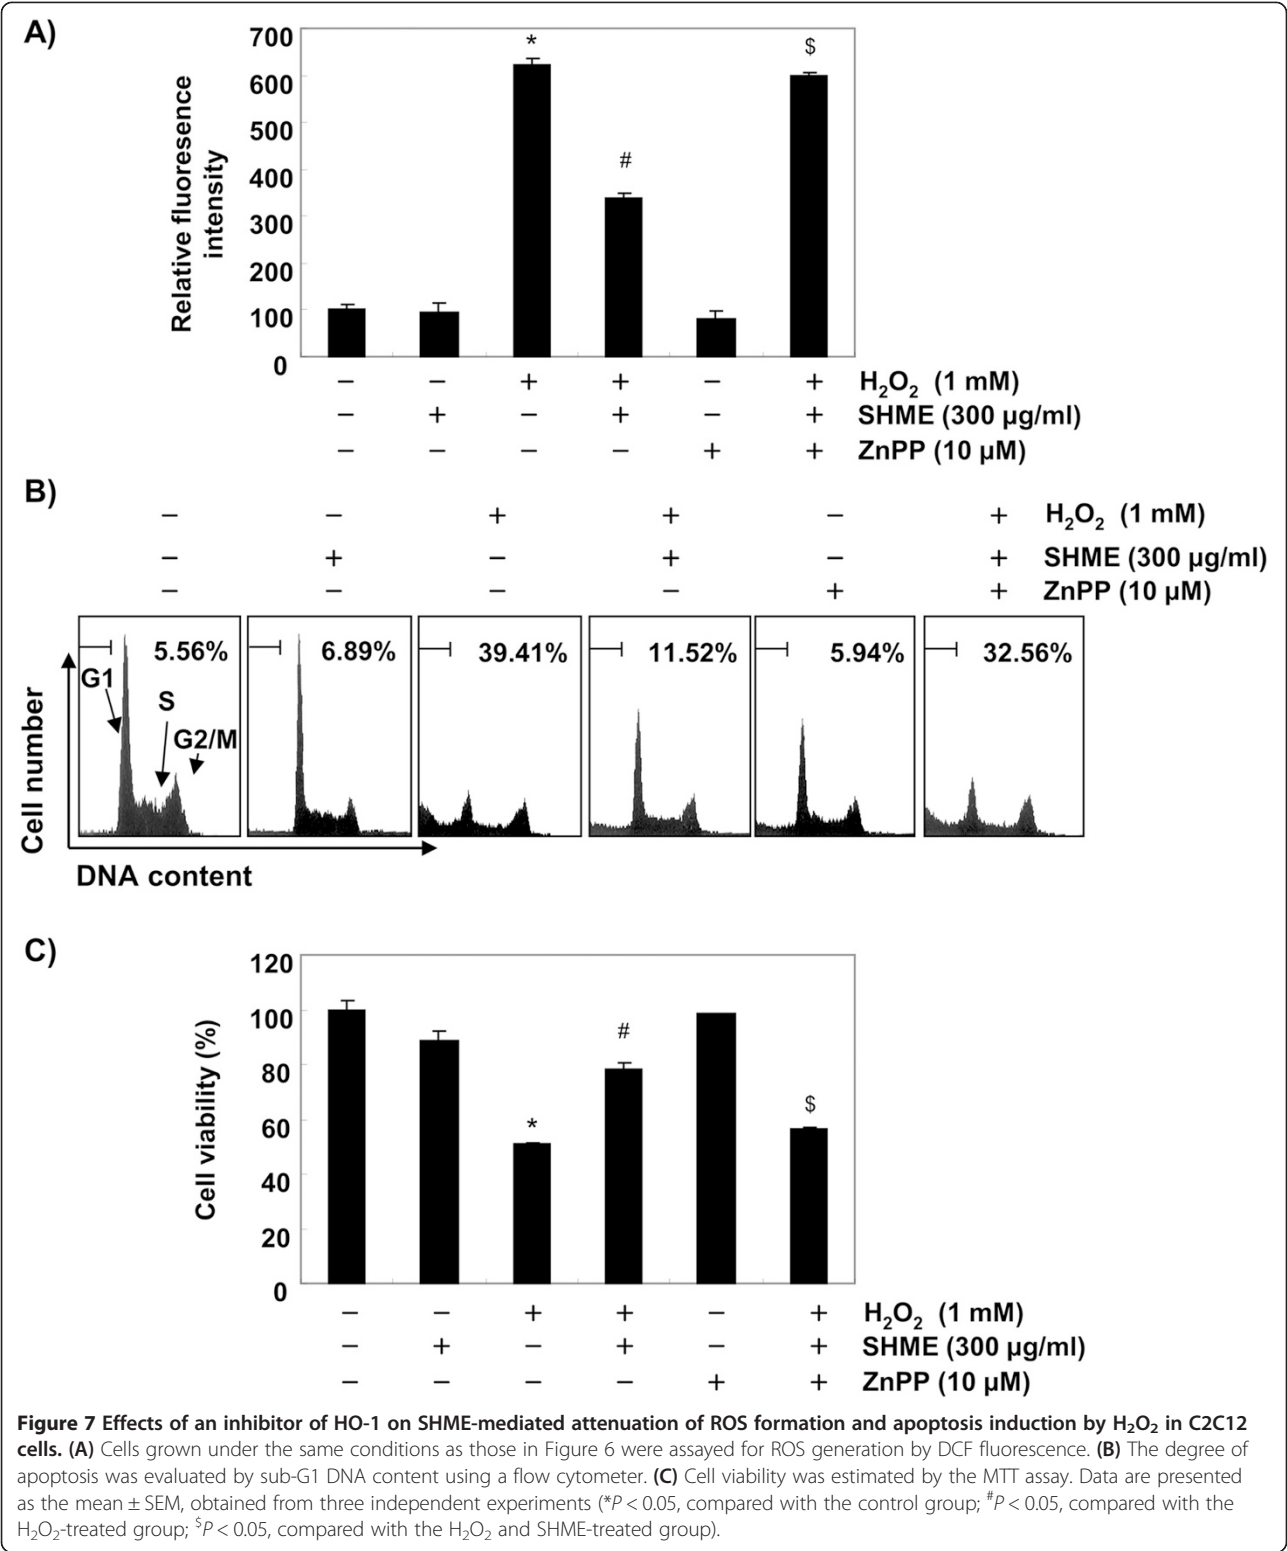 A)
700
600
500
400
300
200
100
0
Relative fluoresence
intensity
*
#
$
− − + + − + H₂O₂ (1 mM)
− + − + − + SHME (300 µg/ml)
− − − − + + ZnPP (10 µM)
B)
− − + + − + H₂O₂ (1 mM)
− + − + − + SHME (300 µg/ml)
− − − − + + ZnPP (10 µM)
5.56% 6.89% 39.41% 11.52% 5.94% 32.56%
G1
S
G2/M
Cell number
DNA content
C)
120
100
80
60
40
20
0
Cell viability (%)
*
#
$
− − + + − + H₂O₂ (1 mM)
− + − + − + SHME (300 µg/ml)
− − − − + + ZnPP (10 µM)
Figure 7 Effects of an inhibitor of HO-1 on SHME-mediated attenuation of ROS formation and apoptosis induction by H₂O₂ in C2C12
cells. (A) Cells grown under the same conditions as those in Figure 6 were assayed for ROS generation by DCF fluorescence. (B) The degree of
apoptosis was evaluated by sub-G1 DNA content using a flow cytometer. (C) Cell viability was estimated by the MTT assay. Data are presented
as the mean ± SEM, obtained from three independent experiments (*P < 0.05, compared with the control group; #P < 0.05, compared with the
H₂O₂-treated group; $P < 0.05, compared with the H₂O₂ and SHME-treated group).